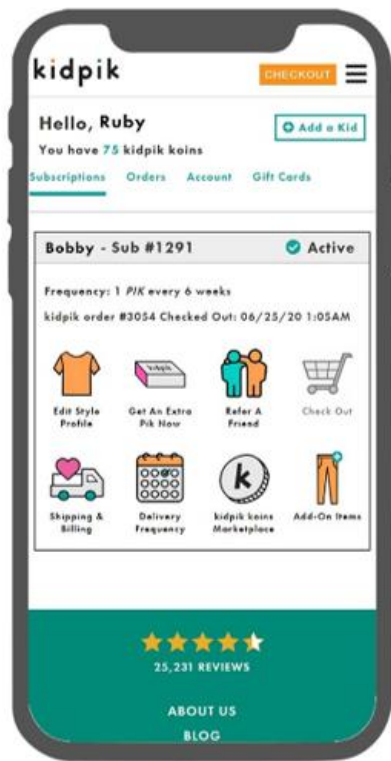 kidpik
CHECKOUT
Hello, Ruby
Add a Kid
You have 75 kidpik koins
Subscriptions Orders Account Gift Cards
Bobby - Sub #1291
Active
Frequency: 1 PIK every 6 weeks
kidpik order #3054 Checked Out: 06/25/20 1:05AM
kidpik
Edit Style
Profile
Get An Extra
Pik Now
Refer A
Friend
Check Out
k
Shipping &
Billing
Delivery
Frequency
kidpik koins
Marketplace
Add-On Items
25,231 REVIEWS
ABOUT US
BLOG